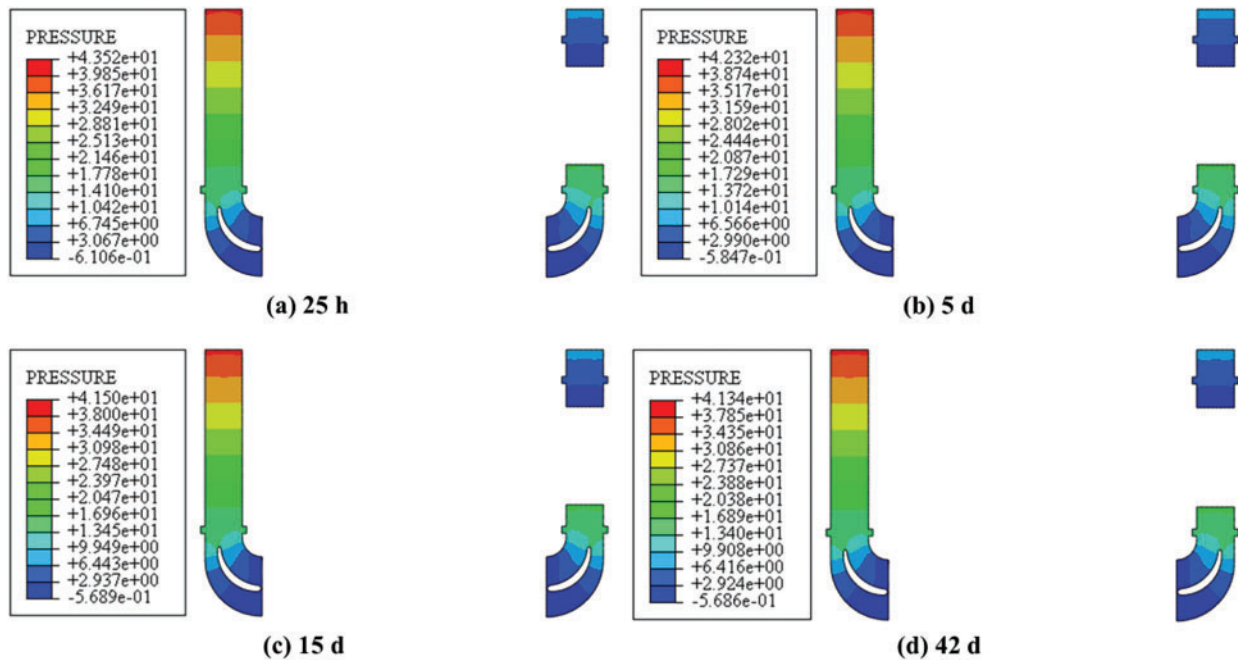 PRESSURE
+4.352e+01
+3.985e+01
+3.617e+01
+3.249e+01
+2.881e+01
+2.513e+01
+2.146e+01
+1.778e+01
+1.410e+01
+1.042e+01
+6.745e+00
+3.067e+00
-6.106e-01
(a) 25 h
PRESSURE
+4.232e+01
+3.874e+01
+3.517e+01
+3.159e+01
+2.802e+01
+2.444e+01
+2.087e+01
+1.729e+01
+1.372e+01
+1.014e+01
+6.566e+00
+2.990e+00
-5.847e-01
(b) 5 d
PRESSURE
+4.150e+01
+3.800e+01
+3.449e+01
+3.098e+01
+2.748e+01
+2.397e+01
+2.047e+01
+1.696e+01
+1.345e+01
+9.949e+00
+6.443e+00
+2.937e+00
-5.689e-01
(c) 15 d
PRESSURE
+4.134e+01
+3.785e+01
+3.435e+01
+3.086e+01
+2.737e+01
+2.388e+01
+2.038e+01
+1.689e+01
+1.340e+01
+9.908e+00
+6.416e+00
+2.924e+00
-5.686e-01
(d) 42 d